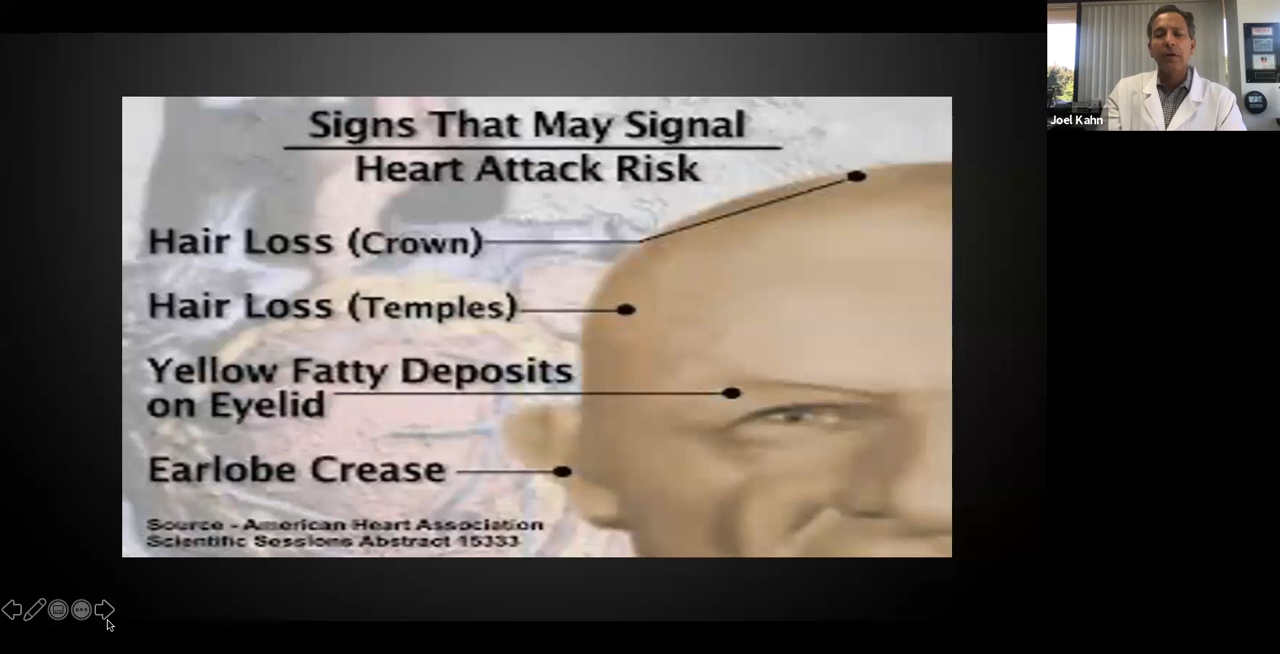 Signs That May Signal
Heart Attack Risk
Hair Loss (Crown)
Hair Loss (Temples)
Yellow Fatty Deposits
on Eyelid
Earlobe Crease
Source - American Heart Association
Scientific Sessions Abstract 15333
Joel Kahn